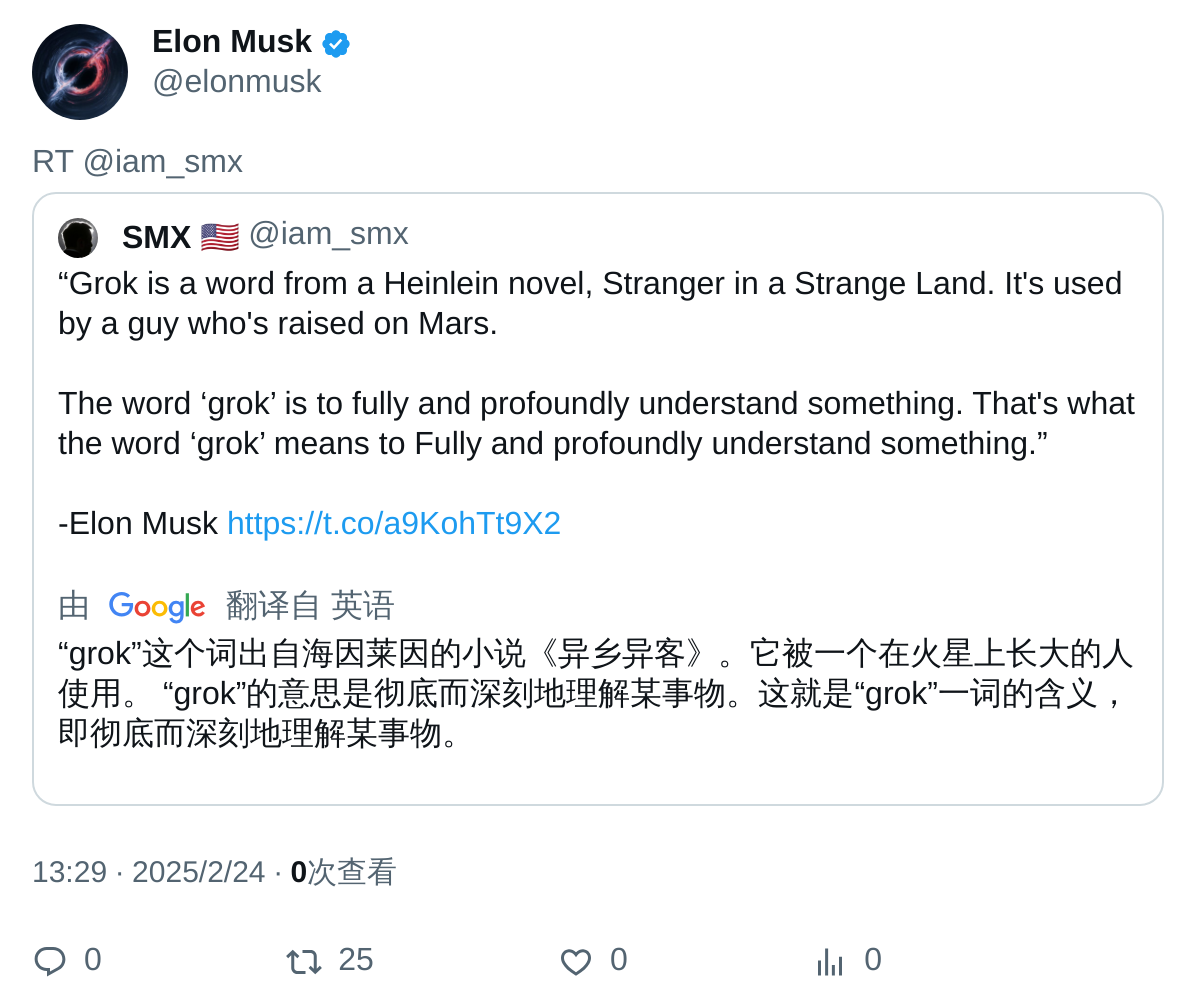 Elon Musk
@elonmusk
RT @iam_smx
SMX 🇺🇸 @iam_smx
“Grok is a word from a Heinlein novel, Stranger in a Strange Land. It's used
by a guy who's raised on Mars.
The word ‘grok’ is to fully and profoundly understand something. That's what
the word ‘grok’ means to Fully and profoundly understand something.”
-Elon Musk https://t.co/a9KohTt9X2
由 Google 翻译自 英语
“grok”这个词出自海因莱因的小说《异乡异客》。它被一个在火星上长大的人
使用。 “grok”的意思是彻底而深刻地理解某事物。这就是“grok”一词的含义，
即彻底而深刻地理解某事物。
13:29 · 2025/2/24 · 0次查看
0 25 0 0